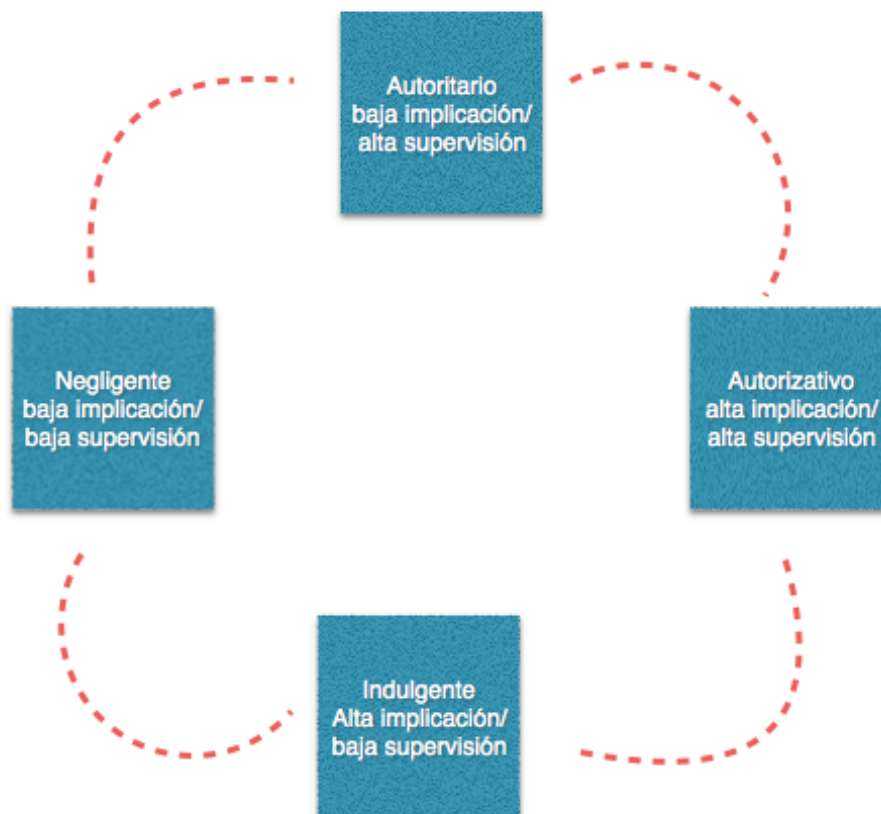 Autoritario
baja implicación/
alta supervisión
Negligente
baja implicación/
baja supervisión
Autorizativo
alta implicación/
alta supervisión
Indulgente
Alta implicación/
baja supervisión